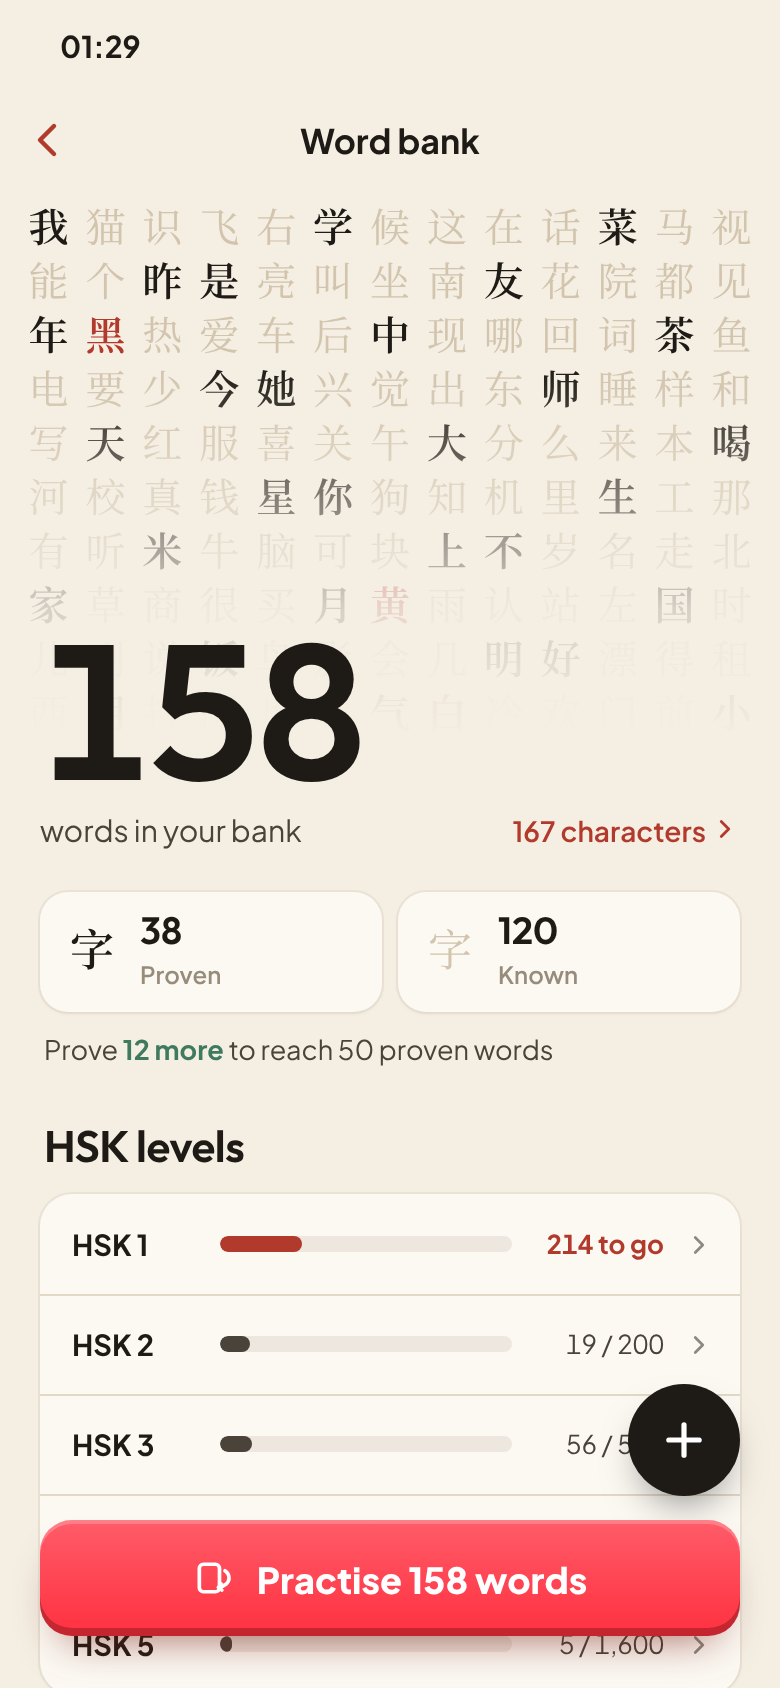 01:29
Word bank
我 猫 识 飞 右 学 候 这 在 话 菜 马 视
能 个 昨 是 亮 叫 坐 南 友 花 院 都 见
年 黑 热 爱 车 后 中 现 哪 回 词 茶 鱼
电 要 少 今 她 兴 觉 出 东 师 睡 样 和
写 天 红 服 喜 关 午 大 分 么 来 本 喝
河 校 真 钱 星 你 狗 知 机 里 生 工 那
有 听 米 牛 脑 可 块 上 不 岁 名 走 北
家 草 商 很 买 月 黄 雨 认 站 左 国 时
会 几 明 好 漂 得 租
气 白 小
158
words in your bank
167 characters
字 38 Proven
字 120 Known
Prove 12 more to reach 50 proven words
HSK levels
HSK 1 214 to go
HSK 2 19 / 200
HSK 3 56 / 5
Practise 158 words
HSK 5 5 / 1,600